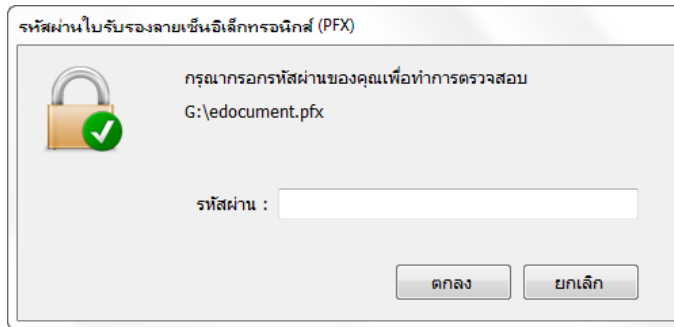 รหัสผ่านใบรับรองลายเซ็นอิเล็กทรอนิกส์ (PFX)
กรุณากรอกรหัสผ่านของคุณเพื่อทำการตรวจสอบ
G:\edocument.pfx
รหัสผ่าน :
ตกลง ยกเลิก